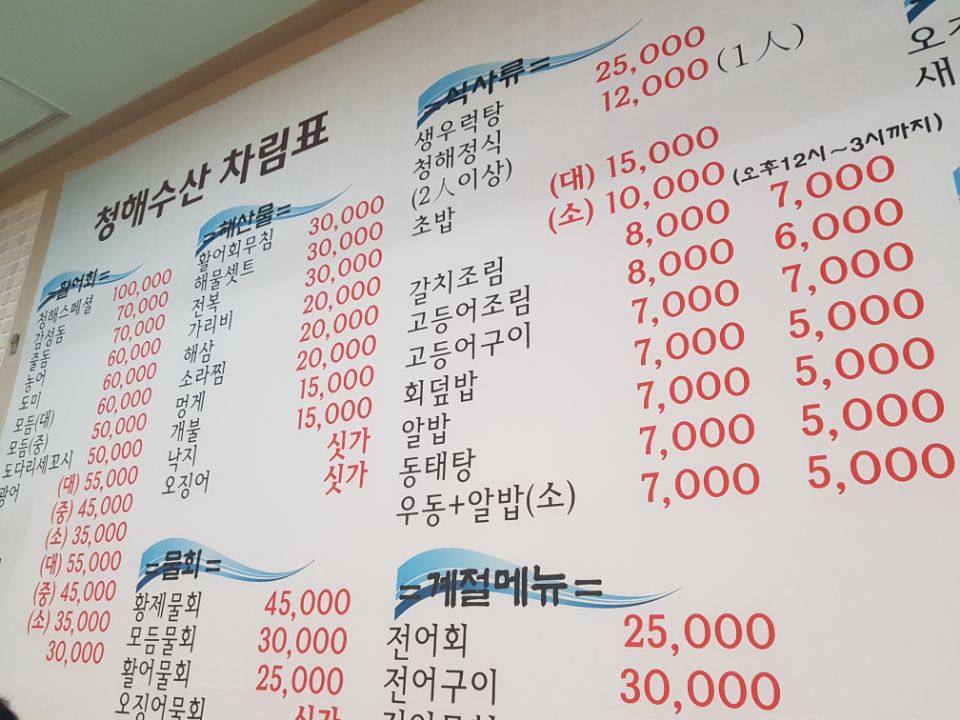 청해수산 차림표
=활어회=
청해스페셜 100,000
감성돔 70,000
줄돔 70,000
농어 60,000
도미 60,000
모듬(대) 60,000
모듬(중) 50,000
도다리세꼬시 50,000
광어 (대) 55,000
(중) 45,000
(소) 35,000
(대) 55,000
(중) 45,000
(소) 35,000
30,000
=해산물=
활어회무침 30,000
해물셋트 30,000
전복 30,000
가리비 20,000
해삼 20,000
소라찜 20,000
멍게 15,000
개불 15,000
낙지 싯가
오징어 싯가
=물회=
황제물회 45,000
모듬물회 30,000
활어물회 25,000
오징어물회 싯가
=식사류=
생우럭탕 25,000
청해정식 12,000 (1人)
(2人이상)
초밥 (대) 15,000
(소) 10,000 (오후12시~3시까지)
갈치조림 8,000 7,000
고등어조림 8,000 6,000
고등어구이 7,000 7,000
회덮밥 7,000 5,000
알밥 7,000 5,000
동태탕 7,000 5,000
우동+알밥(소) 7,000 5,000
=계절메뉴=
전어회 25,000
전어구이 30,000
새